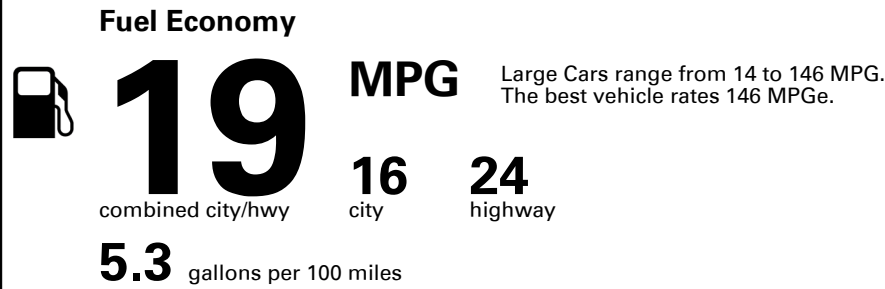 Fuel Economy
19 MPG
Large Cars range from 14 to 146 MPG.
The best vehicle rates 146 MPGe.
16 24
combined city/hwy city highway
5.3 gallons per 100 miles